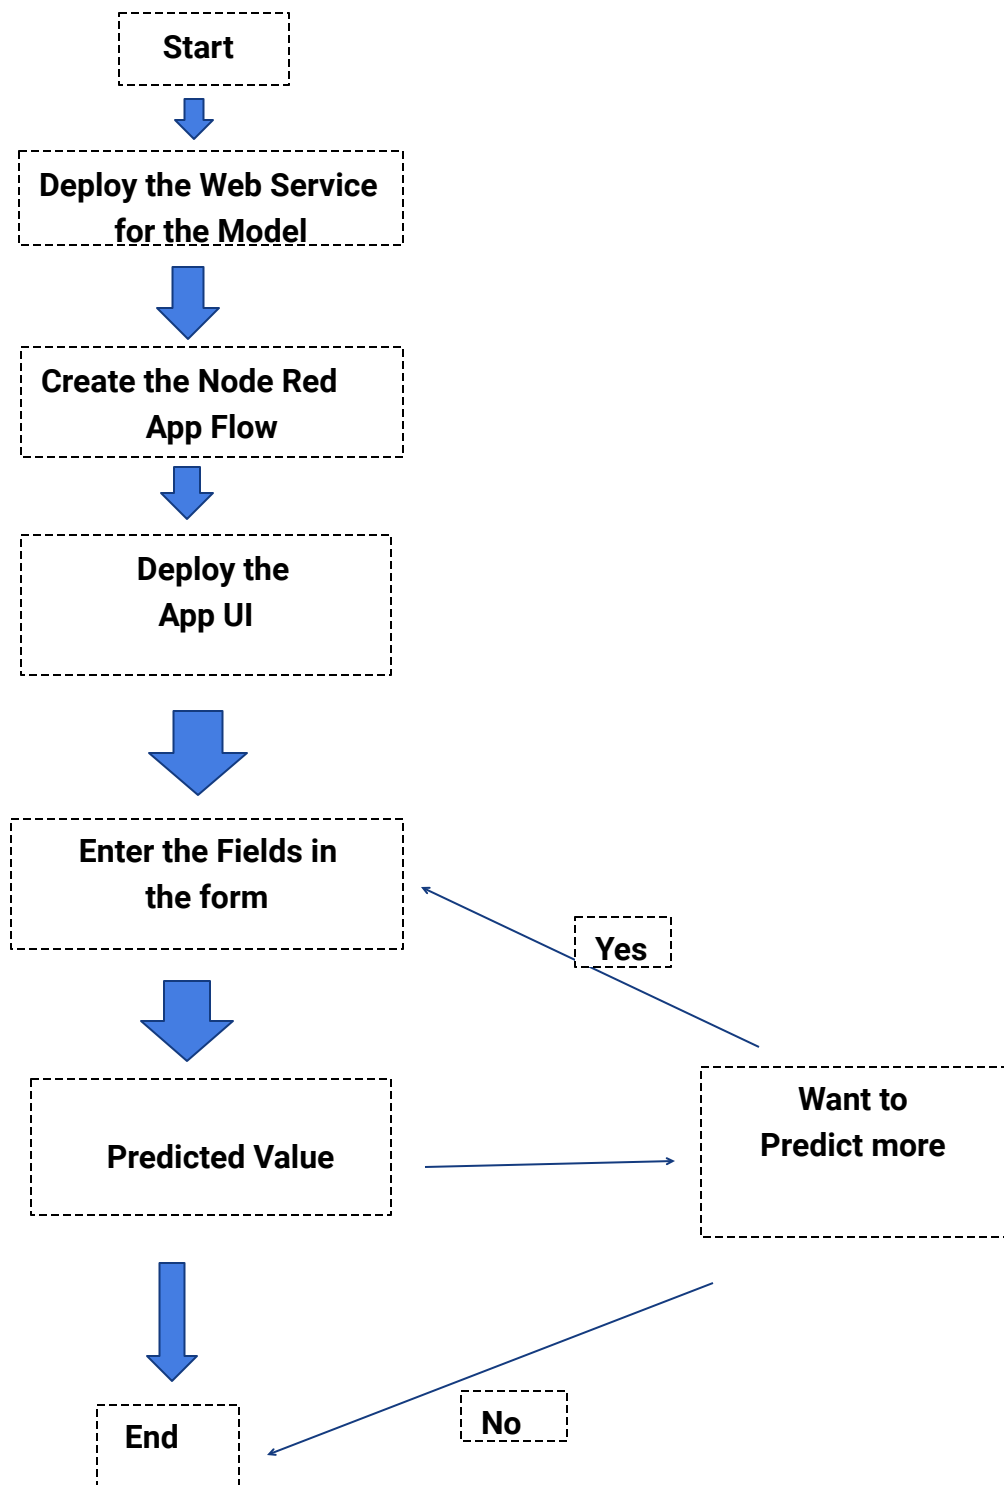 Start
Deploy the Web Service
for the Model
Create the Node Red
App Flow
Deploy the
App UI
Enter the Fields in
the form
Yes
Want to
Predict more
Predicted Value
No
End